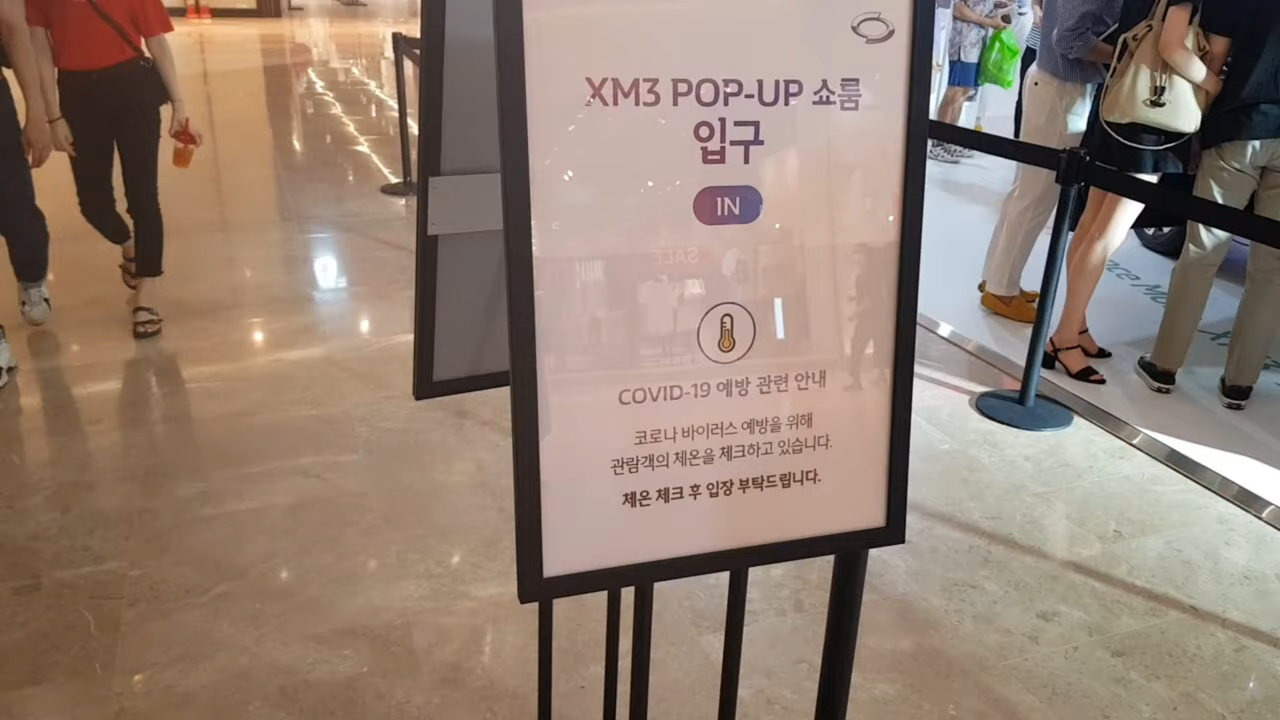 XM3 POP-UP 쇼룸
입구
IN
COVID-19 예방 관련 안내
코로나 바이러스 예방을 위해
관람객의 체온을 체크하고 있습니다.
체온 체크 후 입장 부탁드립니다.
SALE